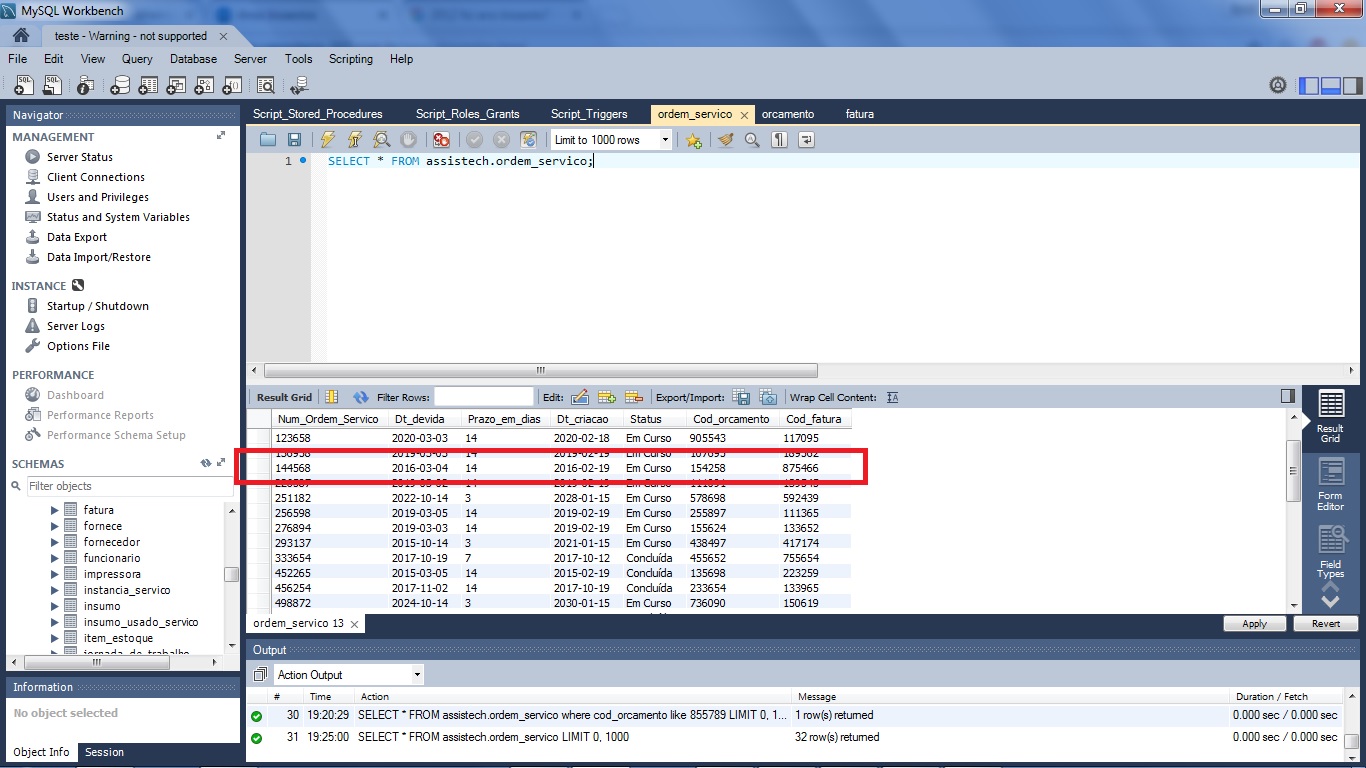 MySQL Workbench
teste - Warning - not supported
File Edit View Query Database Server Tools Scripting Help
Navigator
MANAGEMENT
Server Status
Client Connections
Users and Privileges
Status and System Variables
Data Export
Data Import/Restore
INSTANCE
Startup / Shutdown
Server Logs
Options File
PERFORMANCE
Dashboard
Performance Reports
Performance Schema Setup
SCHEMAS
Filter objects
fatura
fornece
fornecedor
funcionario
impressora
instancia_servico
insumo
insumo_usado_servico
item_estoque
jornada_de_trabalho
Information
No object selected
Object Info Session
Script_Stored_Procedures Script_Roles_Grants Script_Triggers ordem_servico orcamento fatura
Limit to 1000 rows
1 SELECT * FROM assistech.ordem_servico;
Result Grid Filter Rows: Edit: Export/Import: Wrap Cell Content:
Num_Ordem_Servico Dt_devida Prazo_em_dias Dt_criacao Status Cod_orcamento Cod_fatura
123658 2020-03-03 14 2020-02-18 Em Curso 905543 117095
2019-03-03 14 2019-02-19 Em Curso
144568 2016-03-04 14 2016-02-19 Em Curso 154258 875466
14 Em Curso
251182 2022-10-14 3 2028-01-15 Em Curso 578698 592439
256598 2019-03-05 14 2019-02-19 Em Curso 255897 111365
276894 2019-03-03 14 2019-02-19 Em Curso 155624 133652
293137 2015-10-14 3 2021-01-15 Em Curso 438497 417174
333654 2017-10-19 7 2017-10-12 Concluída 455652 755654
452265 2015-03-05 14 2015-02-19 Concluída 135698 223259
456254 2017-11-02 14 2017-10-19 Concluída 233654 133965
498872 2024-10-14 3 2030-01-15 Em Curso 736090 150619
Result Grid
Form Editor
Field Types
ordem_servico 13
Apply Revert
Output
Action Output
# Time Action Message Duration / Fetch
30 19:20:29 SELECT * FROM assistech.ordem_servico where cod_orcamento like 855789 LIMIT 0, 1... 1 row(s) returned 0.000 sec / 0.000 sec
31 19:25:00 SELECT * FROM assistech.ordem_servico LIMIT 0, 1000 32 row(s) returned 0.000 sec / 0.000 sec